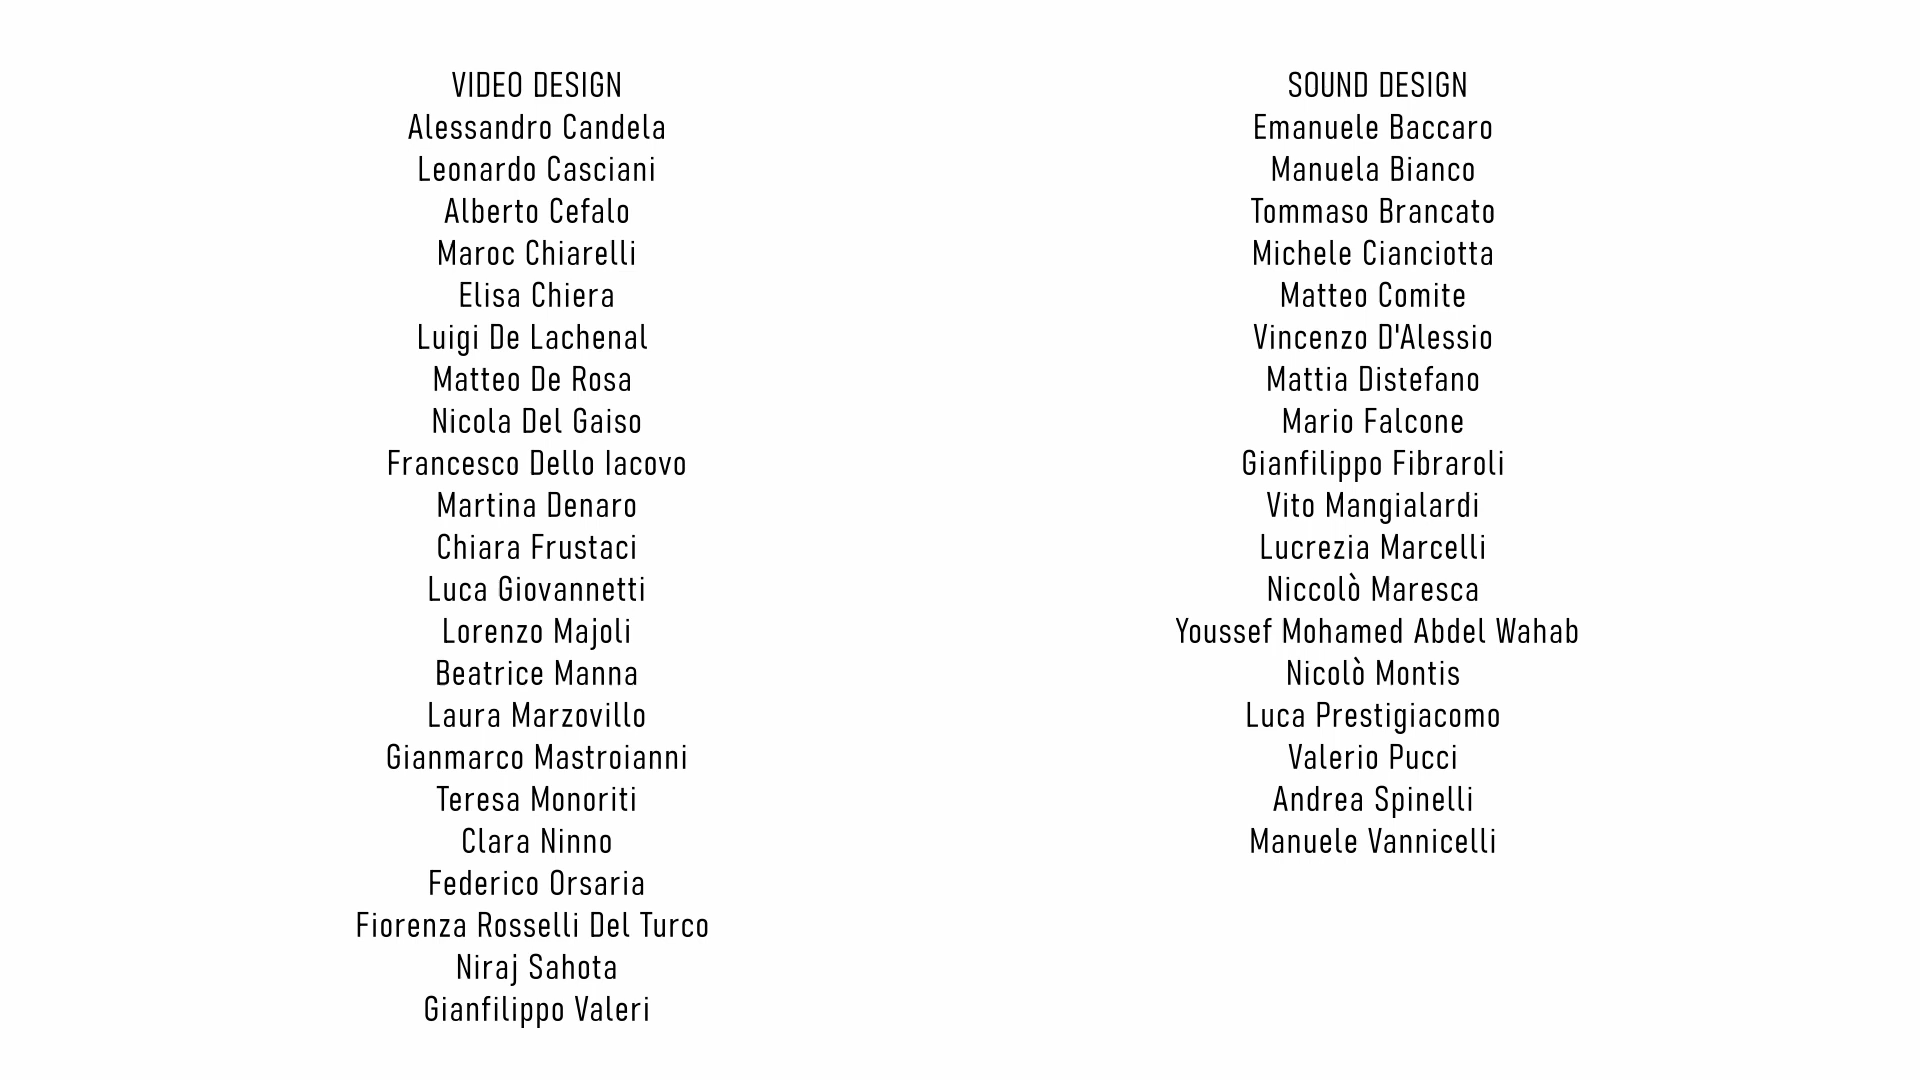 VIDEO DESIGN
Alessandro Candela
Leonardo Casciani
Alberto Cefalo
Maroc Chiarelli
Elisa Chiera
Luigi De Lachenal
Matteo De Rosa
Nicola Del Gaiso
Francesco Dello Iacovo
Martina Denaro
Chiara Frustaci
Luca Giovannetti
Lorenzo Majoli
Beatrice Manna
Laura Marzovillo
Gianmarco Mastroianni
Teresa Monoriti
Clara Ninno
Federico Orsaria
Fiorenza Rosselli Del Turco
Niraj Sahota
Gianfilippo Valeri
SOUND DESIGN
Emanuele Baccaro
Manuela Bianco
Tommaso Brancato
Michele Cianciotta
Matteo Comite
Vincenzo D'Alessio
Mattia Distefano
Mario Falcone
Gianfilippo Fibraroli
Vito Mangialardi
Lucrezia Marcelli
Niccolò Maresca
Youssef Mohamed Abdel Wahab
Nicolò Montis
Luca Prestigiacomo
Valerio Pucci
Andrea Spinelli
Manuele Vannicelli